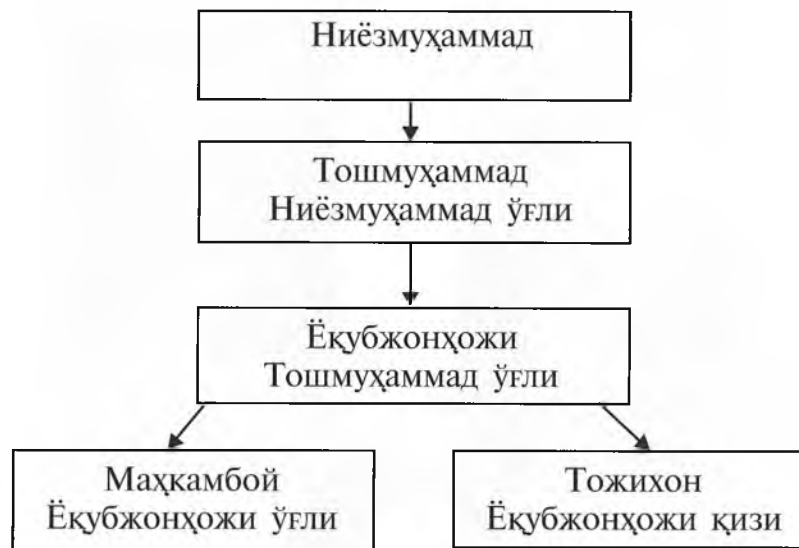 Ниёзмуҳаммад
Тошмуҳаммад
Ниёзмуҳаммад ўғли
Ёқубжонҳожи
Тошмуҳаммад ўғли
Маҳкамбой
Ёқубжонҳожи ўғли
Тожихон
Ёқубжонҳожи қизи